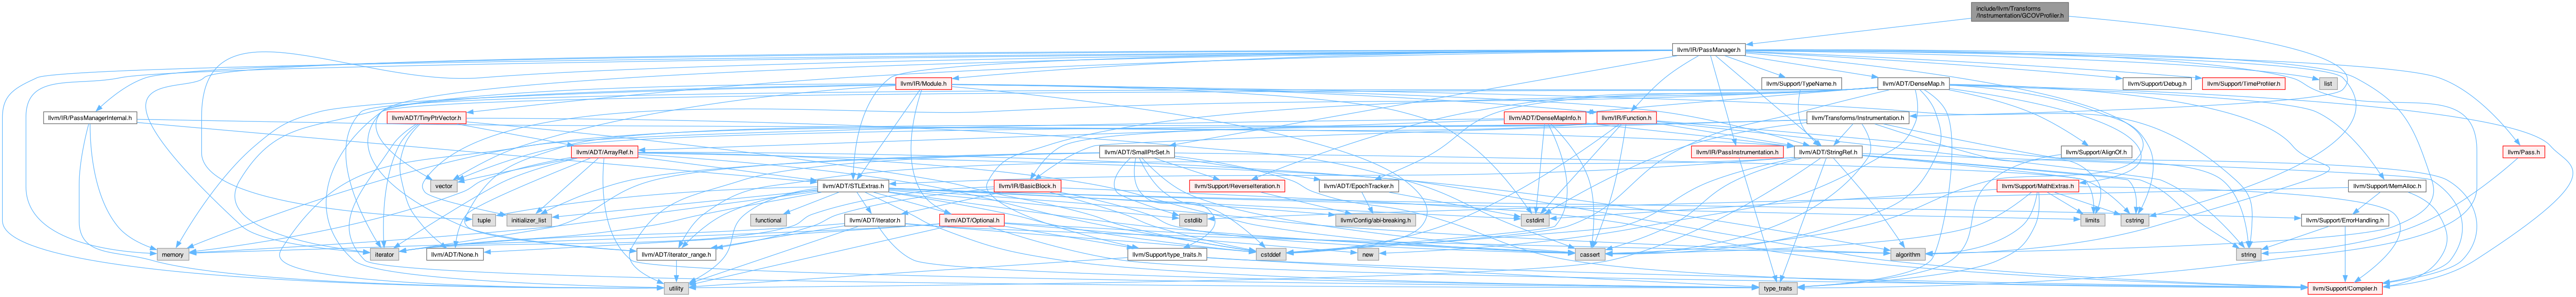 include/llvm/Transforms
/Instrumentation/GCOVProfiler.h
llvm/IR/PassManager.h
llvm/IR/Module.h
llvm/Support/TypeName.h
llvm/ADT/DenseMap.h
llvm/Support/Debug.h
llvm/Support/TimeProfiler.h
list
llvm/IR/PassManagerInternal.h
llvm/ADT/TinyPtrVector.h
llvm/ADT/DenseMapInfo.h
llvm/IR/Function.h
llvm/Transforms/Instrumentation.h
llvm/ADT/ArrayRef.h
llvm/ADT/SmallPtrSet.h
llvm/IR/PassInstrumentation.h
llvm/ADT/StringRef.h
llvm/Support/AlignOf.h
llvm/Pass.h
vector
llvm/ADT/STLExtras.h
llvm/IR/BasicBlock.h
llvm/Support/ReverseIteration.h
llvm/ADT/EpochTracker.h
llvm/Support/MathExtras.h
llvm/Support/MemAlloc.h
tuple
initializer_list
functional
llvm/ADT/iterator.h
llvm/ADT/Optional.h
cstdlib
llvm/Config/abi-breaking.h
cstdint
limits
cstring
llvm/Support/ErrorHandling.h
memory
iterator
llvm/ADT/None.h
llvm/ADT/iterator_range.h
llvm/Support/type_traits.h
cstddef
new
cassert
algorithm
string
utility
type_traits
llvm/Support/Compiler.h